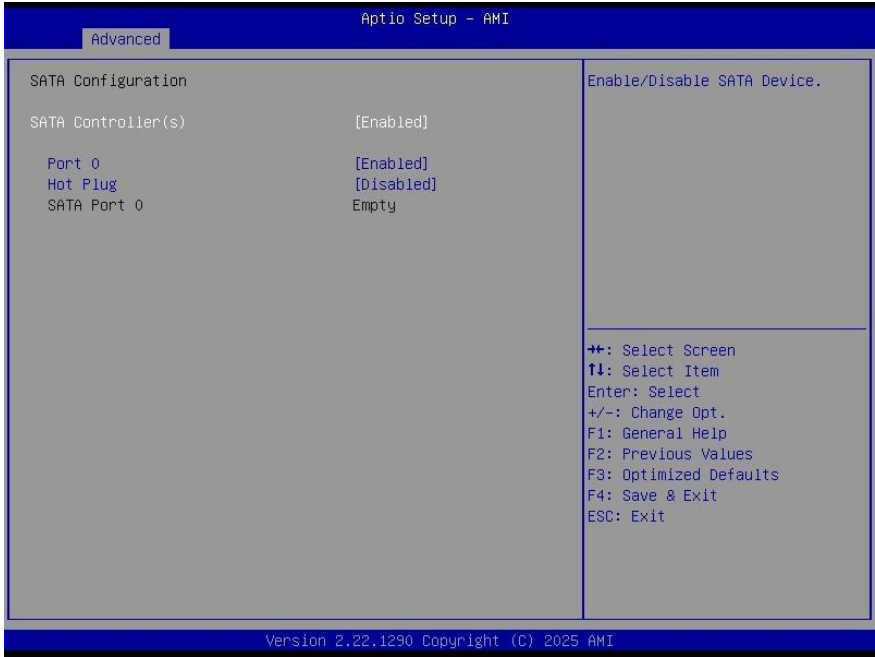 Aptio Setup – AMI
Advanced
SATA Configuration
SATA Controller(s) [Enabled]
Port 0 [Enabled]
Hot Plug [Disabled]
SATA Port 0 Empty
Enable/Disable SATA Device.
→←: Select Screen
↑↓: Select Item
Enter: Select
+/-: Change Opt.
F1: General Help
F2: Previous Values
F3: Optimized Defaults
F4: Save & Exit
ESC: Exit
Version 2.22.1290 Copyright (C) 2025 AMI